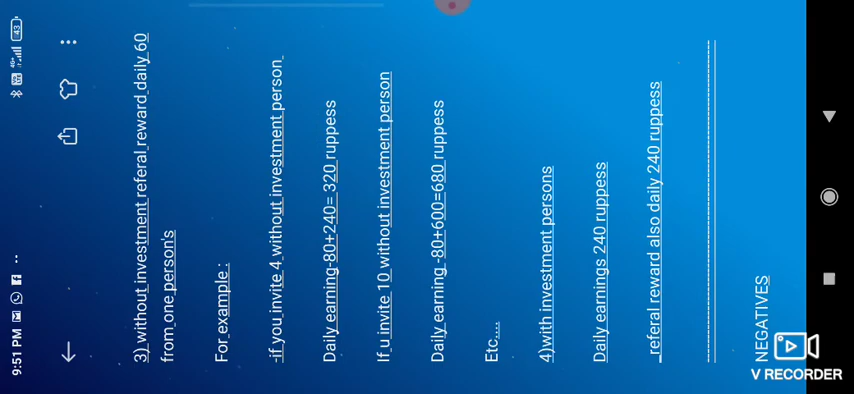 9:51 PM
4G+
43
3) without investment referal reward daily 60
from one person's
For example :
-if you invite 4 without investment person
Daily earning-80+240= 320 ruppess
If u invite 10 without investment person
Daily earning -80+600=680 ruppess
Etc....
4)with investment persons
Daily earnings 240 ruppess
referal reward also daily 240 ruppess
NEGATIVES
V RECORDER